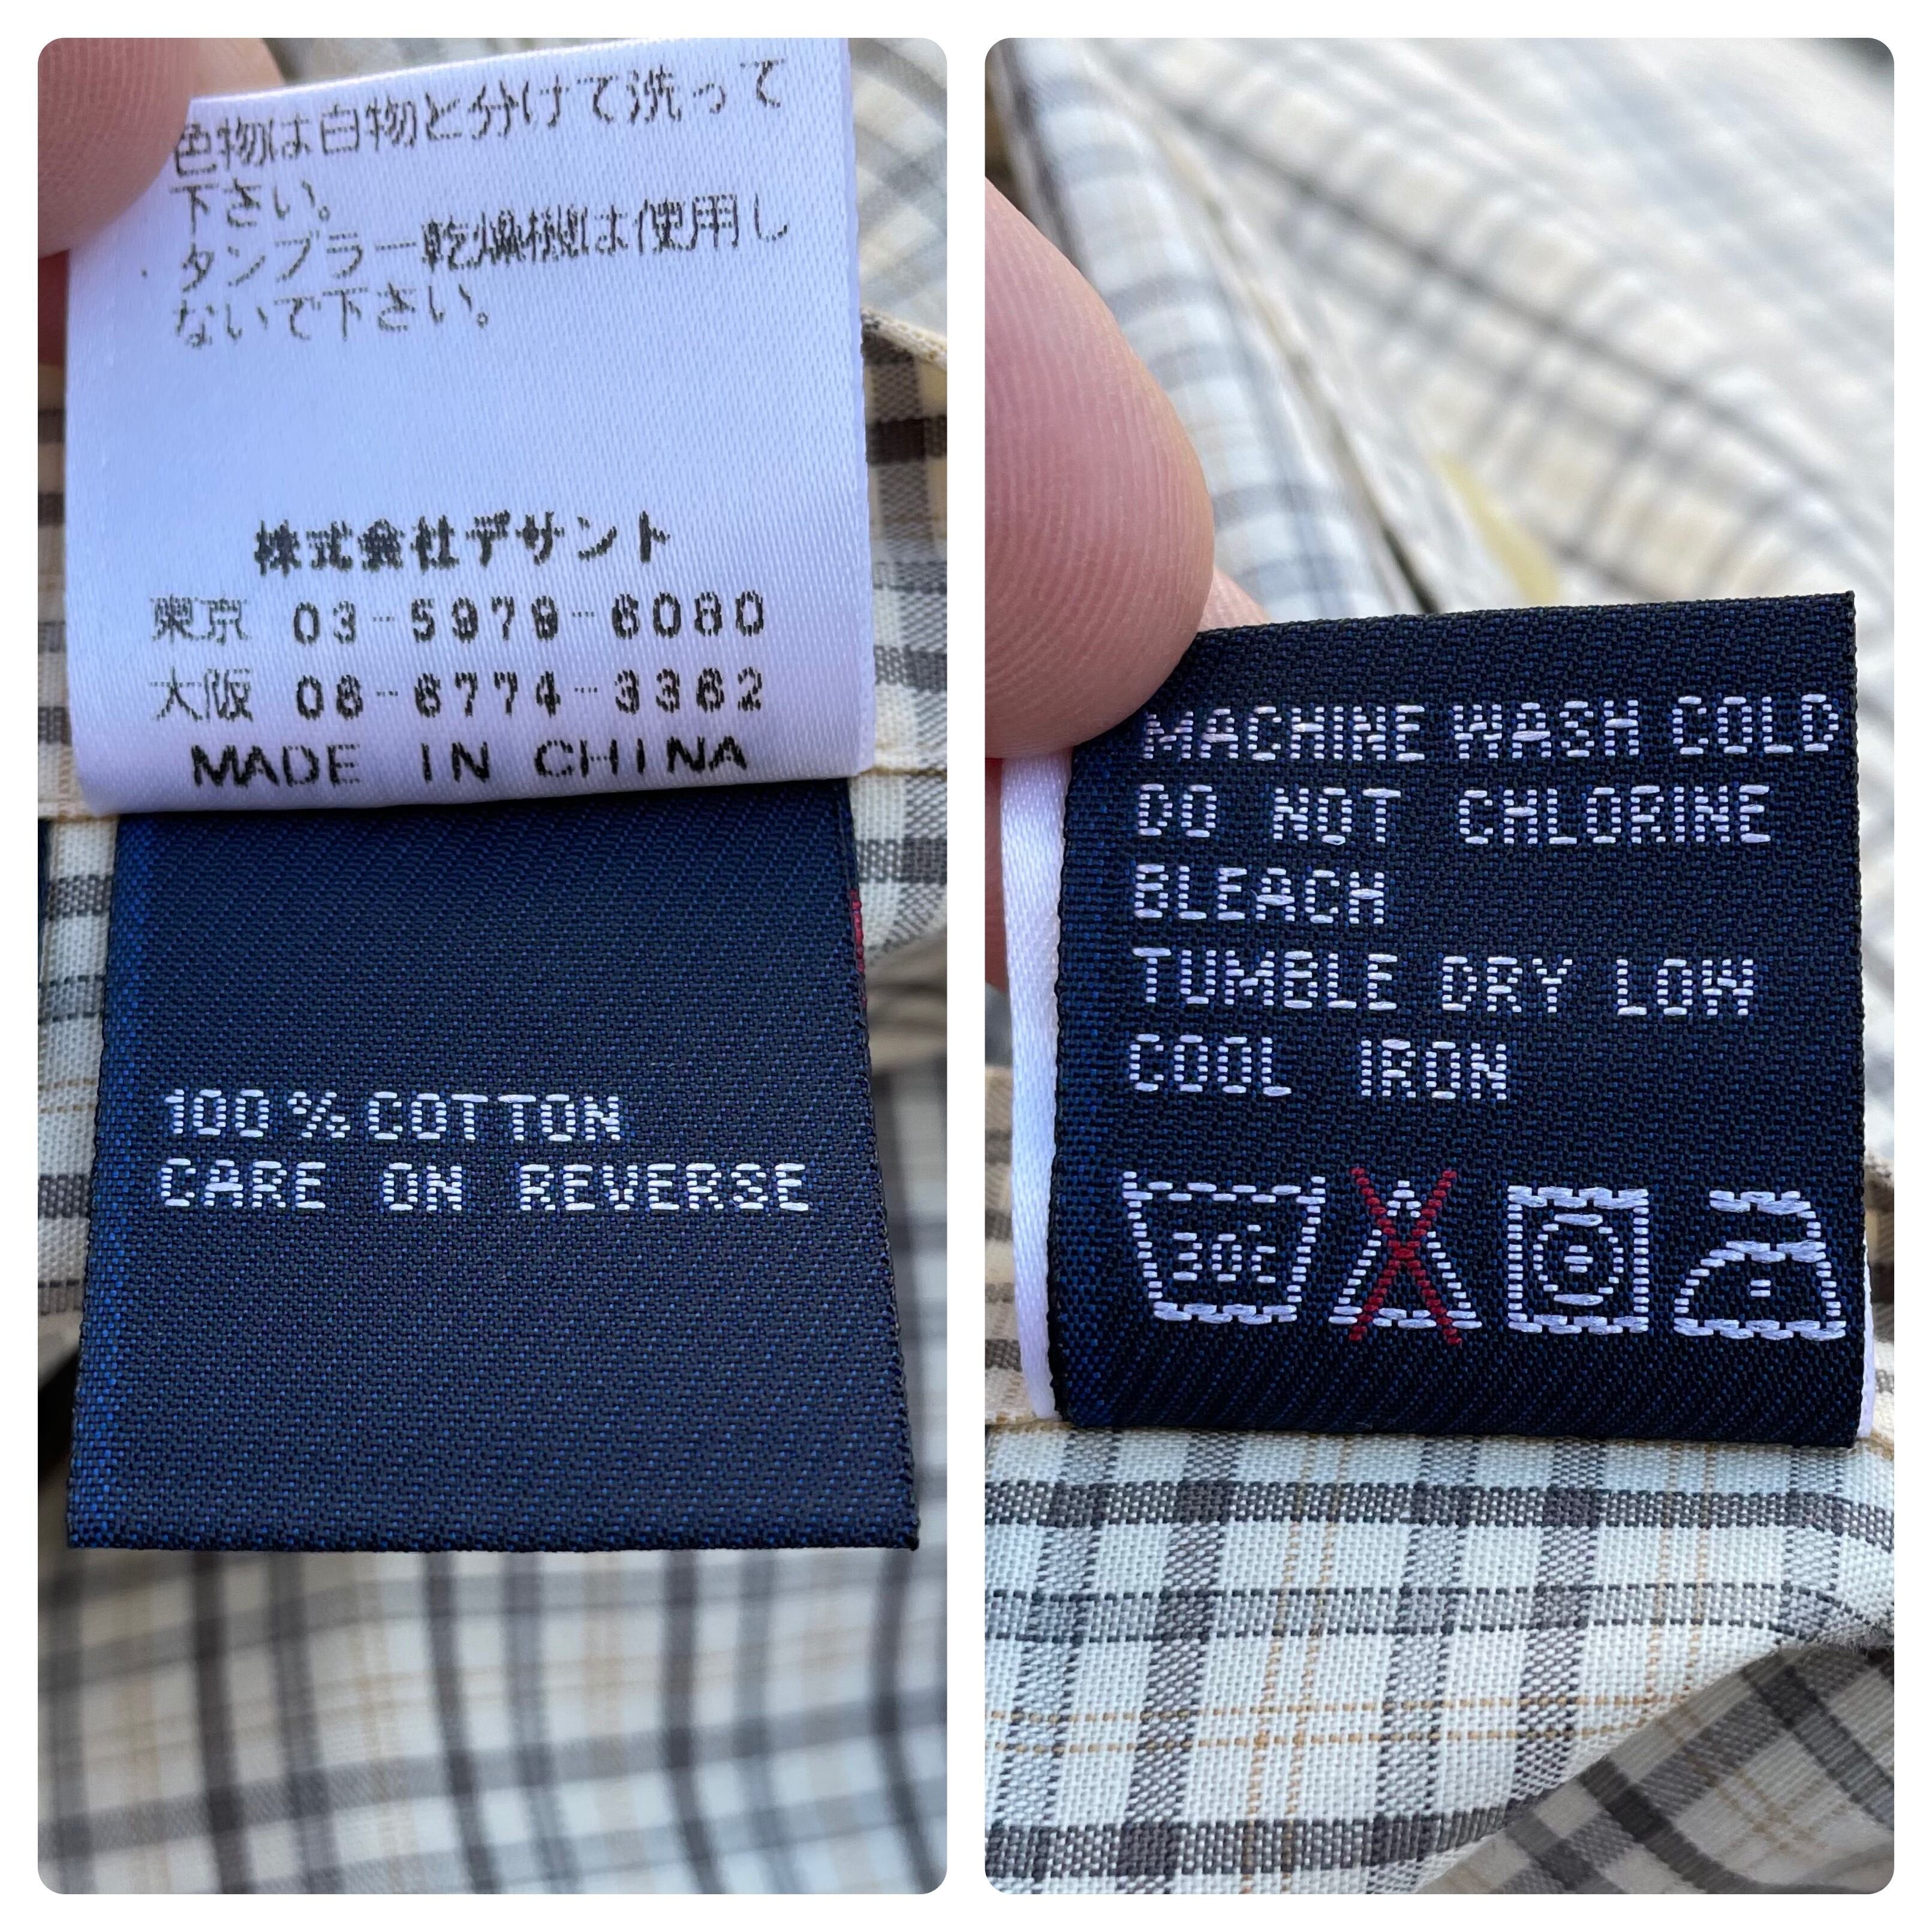 色物は白物と分けて洗って
下さい。
・タンブラー乾燥機は使用し
ないで下さい。
株式会社デサント
東京 03-5979-6080
大阪 06-6774-3362
MADE IN CHINA
100% COTTON
CARE ON REVERSE
MACHINE WASH COLD
DO NOT CHLORINE
BLEACH
TUMBLE DRY LOW
COOL IRON
30c